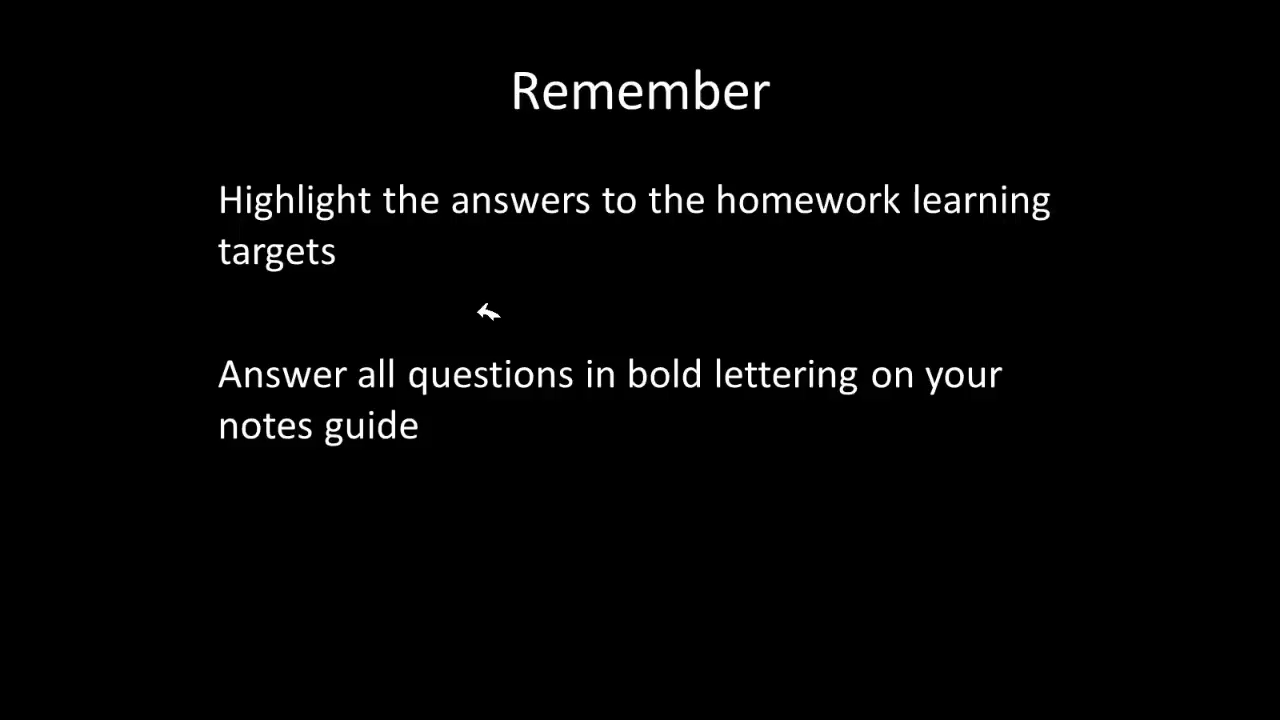 Remember
Highlight the answers to the homework learning
targets
Answer all questions in bold lettering on your
notes guide